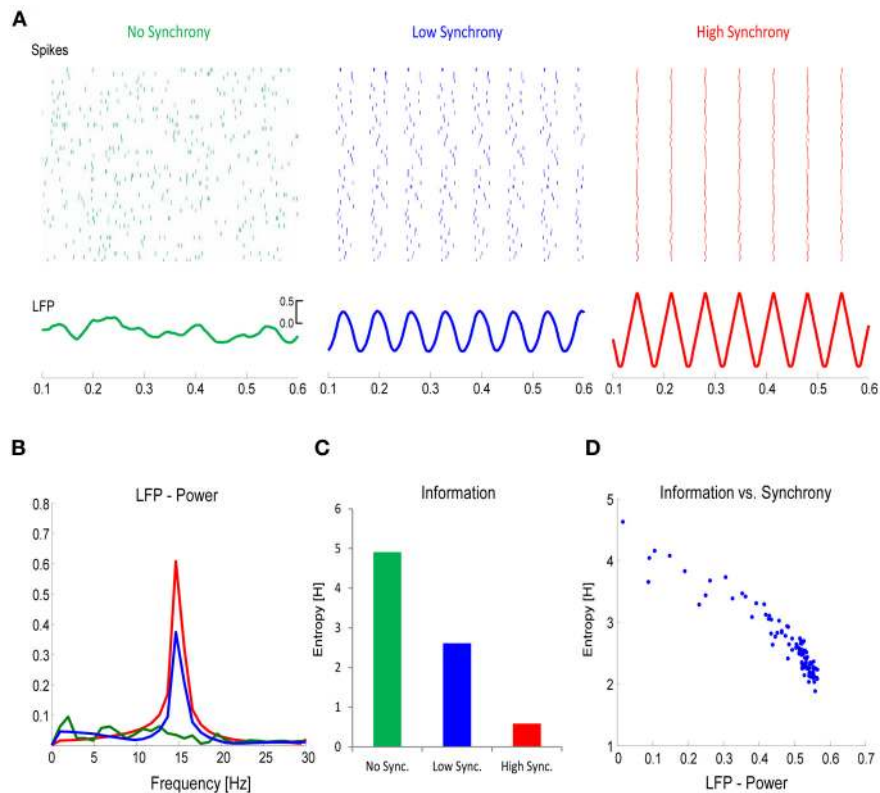 A
No Synchrony
Low Synchrony
High Synchrony
Spikes
LFP
0.5
0.0
0.1 0.2 0.3 0.4 0.5 0.6
0.1 0.2 0.3 0.4 0.5 0.6
0.1 0.2 0.3 0.4 0.5 0.6
B
LFP - Power
0.8
0.7
0.6
0.5
0.4
0.3
0.2
0.1
0 5 10 15 20 25 30
Frequency [Hz]
C
Information
Entropy [H]
6
5
4
3
2
1
0
No Sync. Low Sync. High Sync.
D
Information vs. Synchrony
Entropy [H]
5
4
3
2
1
0 0.1 0.2 0.3 0.4 0.5 0.6 0.7
LFP - Power